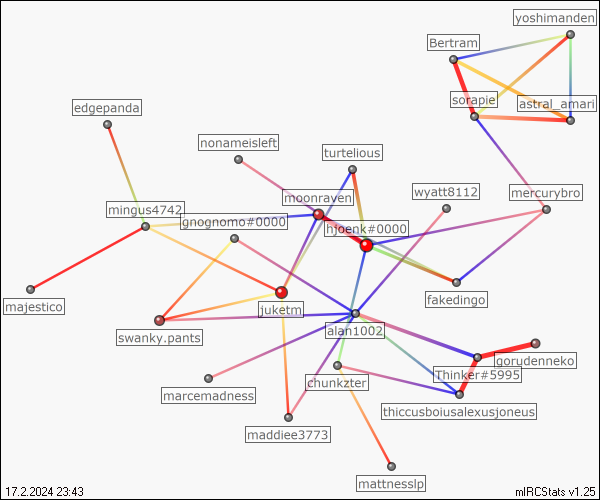 yoshimanden
Bertram
sorapie
astral_amari
edgepanda
nonameisleft
turtelious
wyatt8112
mercurybro
moonraven
mingus4742
gnognomo#0000
hjoenk#0000
majestico
fakedingo
juketm
swanky.pants
alan1002
gorudenneko
Thinker#5995
chunkzter
marcemadness
thiccusboiusalexusjoneus
maddiee3773
mattnesslp
17.2.2024 23:43
mIRCStats v1.25